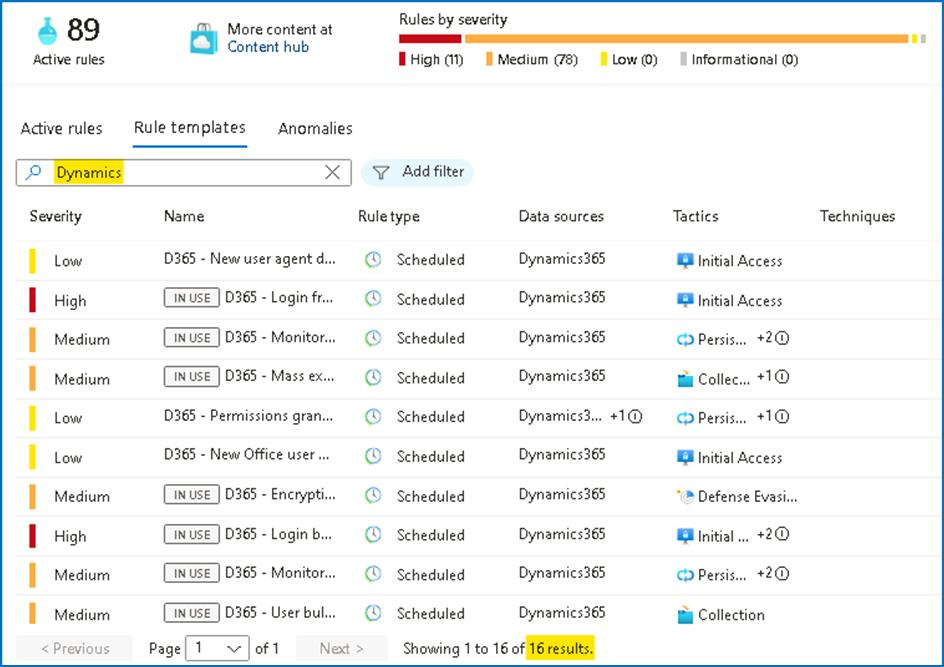 89
Active rules
More content at
Content hub
Rules by severity
High (11) Medium (78) Low (0) Informational (0)
Active rules Rule templates Anomalies
Dynamics Add filter
Severity Name Rule type Data sources Tactics Techniques
Low D365 - New user agent d... Scheduled Dynamics365 Initial Access
High IN USE D365 - Login fr... Scheduled Dynamics365 Initial Access
Medium IN USE D365 - Monitor... Scheduled Dynamics365 Persis... +2
Medium IN USE D365 - Mass ex... Scheduled Dynamics365 Collec... +1
Low D365 - Permissions gran... Scheduled Dynamics3... +1 Persis... +1
Low D365 - New Office user ... Scheduled Dynamics365 Initial Access
Medium IN USE D365 - Encrypti... Scheduled Dynamics365 Defense Evasi...
High IN USE D365 - Login b... Scheduled Dynamics365 Initial ... +2
Medium IN USE D365 - Monitor... Scheduled Dynamics365 Persis... +2
Medium IN USE D365 - User bul... Scheduled Dynamics365 Collection
< Previous Page 1 of 1 Next > Showing 1 to 16 of 16 results.